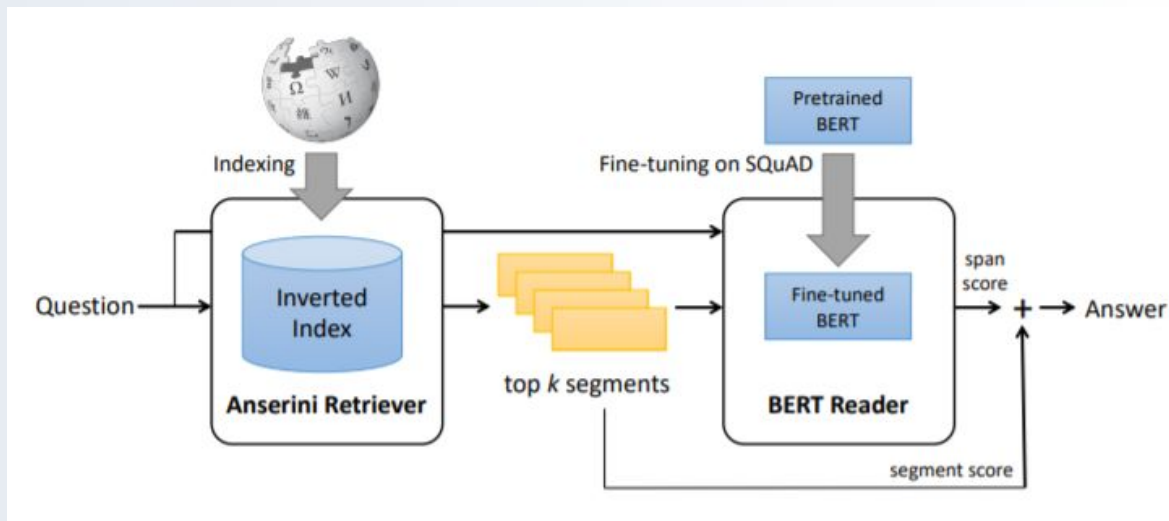 Ω
W
И
Indexing
Pretrained
BERT
Fine-tuning on SQuAD
Question
Inverted
Index
Anserini Retriever
top k segments
Fine-tuned
BERT
BERT Reader
span
score
+
Answer
segment score